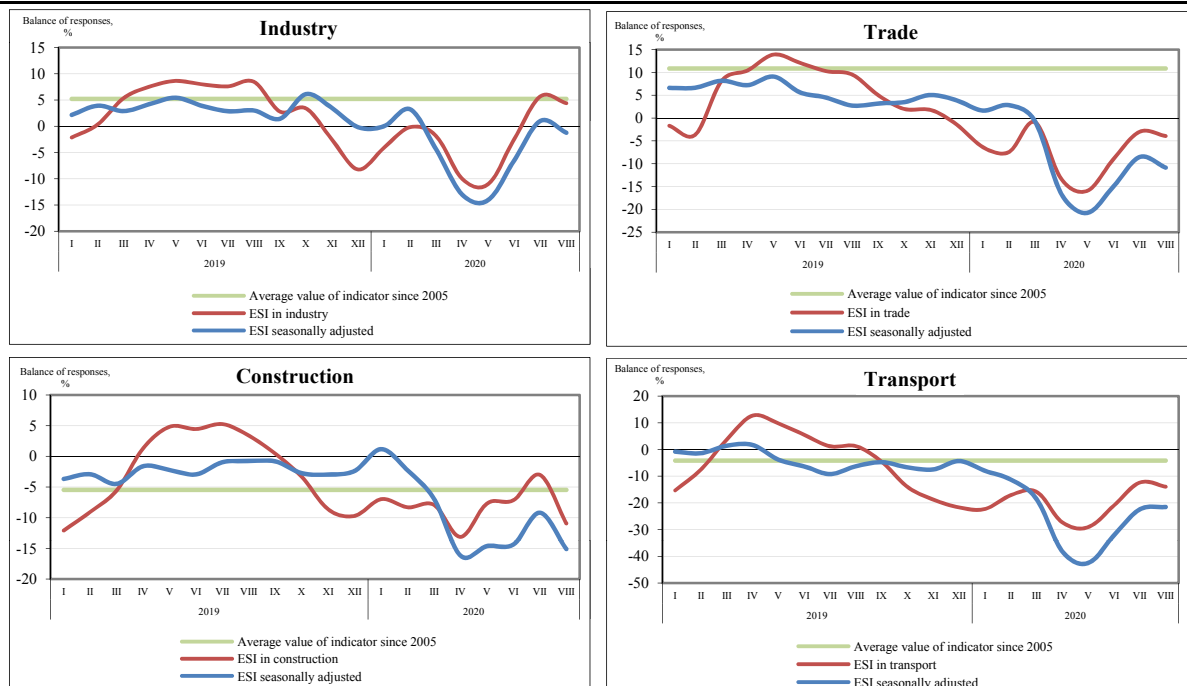 Balance of responses,
%
Industry
15
10
5
0
-5
-10
-15
-20
I II III IV V VI VII VIII IX X XI XII I II III IV V VI VII VIII
2019 2020
Average value of indicator since 2005
ESI in industry
ESI seasonally adjusted
Balance of responses,
%
Trade
15
10
5
0
-5
-10
-15
-20
-25
I II III IV V VI VII VIII IX X XI XII I II III IV V VI VII VIII
2019 2020
Average value of indicator since 2005
ESI in trade
ESI seasonally adjusted
Balance of responses,
%
Construction
10
5
0
-5
-10
-15
-20
I II III IV V VI VII VIII IX X XI XII I II III IV V VI VII VIII
2019 2020
Average value of indicator since 2005
ESI in construction
ESI seasonally adjusted
Balance of responses,
%
Transport
20
10
0
-10
-20
-30
-40
-50
I II III IV V VI VII VIII IX X XI XII I II III IV V VI VII VIII
2019 2020
Average value of indicator since 2005
ESI in transport
ESI seasonally adjusted